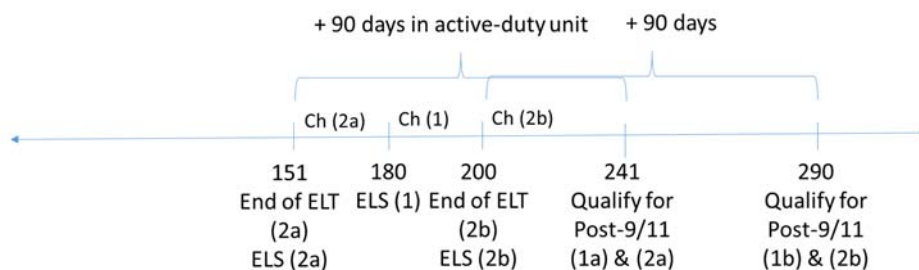 + 90 days in active-duty unit + 90 days
Ch (2a) Ch (1) Ch (2b)
151 180 200 241 290
End of ELT ELS (1) End of ELT Qualify for Qualify for
(2a) (2b) Post-9/11 Post-9/11
ELS (2a) ELS (2b) (1a) & (2a) (1b) & (2b)